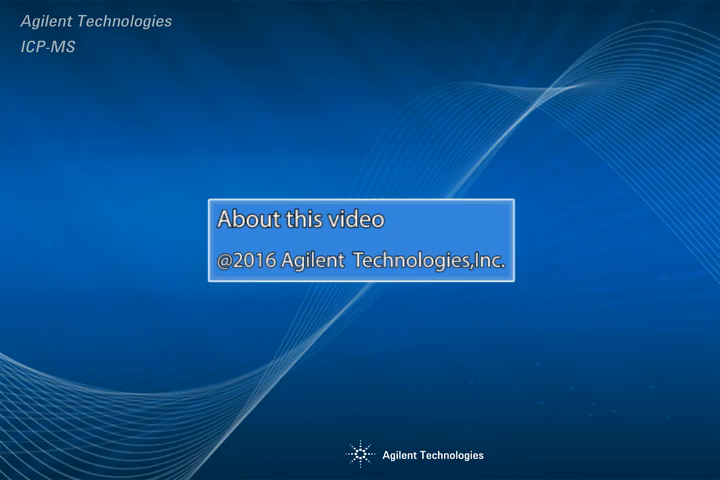 Agilent Technologies
ICP-MS
About this video
@2016 Agilent Technologies,Inc.
Agilent Technologies